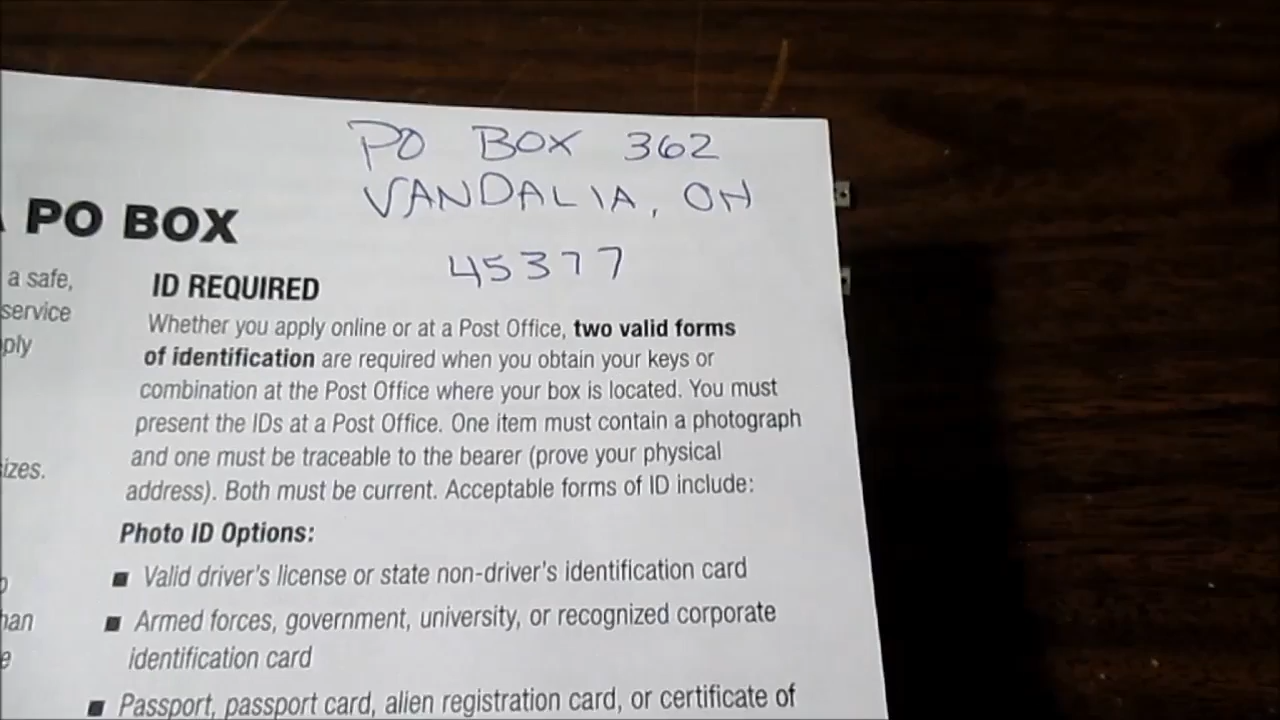 PO BOX 362
VANDALIA, OH
45377
PO BOX
a safe,
service
sizes.
ID REQUIRED
Whether you apply online or at a Post Office, two valid forms
of identification are required when you obtain your keys or
combination at the Post Office where your box is located. You must
present the IDs at a Post Office. One item must contain a photograph
and one must be traceable to the bearer (prove your physical
address). Both must be current. Acceptable forms of ID include:
Photo ID Options:
■ Valid driver's license or state non-driver's identification card
■ Armed forces, government, university, or recognized corporate
identification card
■ Passport, passport card, alien registration card, or certificate of